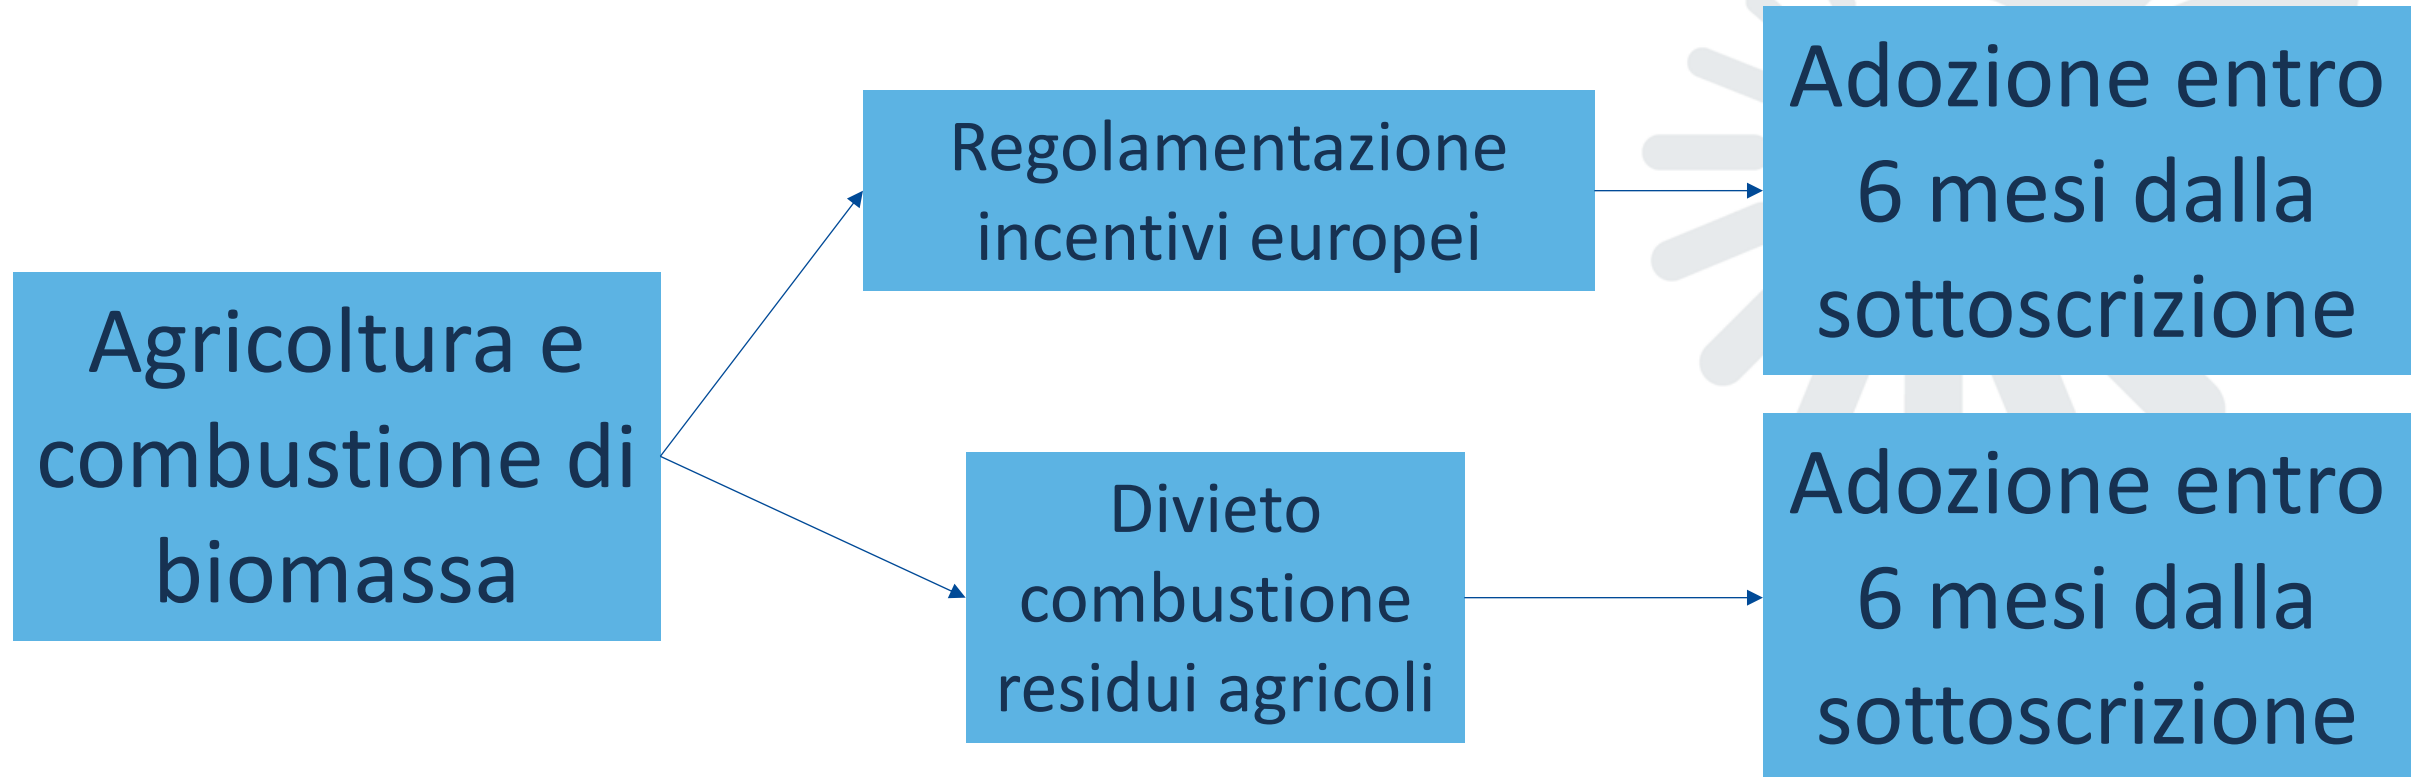 Agricoltura e
combustione di
biomassa
Regolamentazione
incentivi europei
Adozione entro
6 mesi dalla
sottoscrizione
Divieto
combustione
residui agricoli
Adozione entro
6 mesi dalla
sottoscrizione